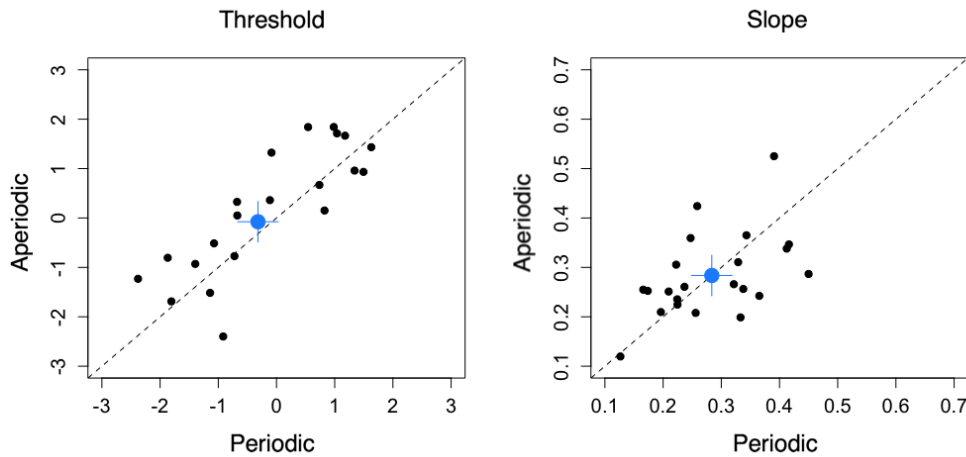 Threshold
3
2
1
0
-1
-2
-3
Aperiodic
-3 -2 -1 0 1 2 3
Periodic
Slope
0.7
0.6
0.5
0.4
0.3
0.2
0.1
Aperiodic
0.1 0.2 0.3 0.4 0.5 0.6 0.7
Periodic